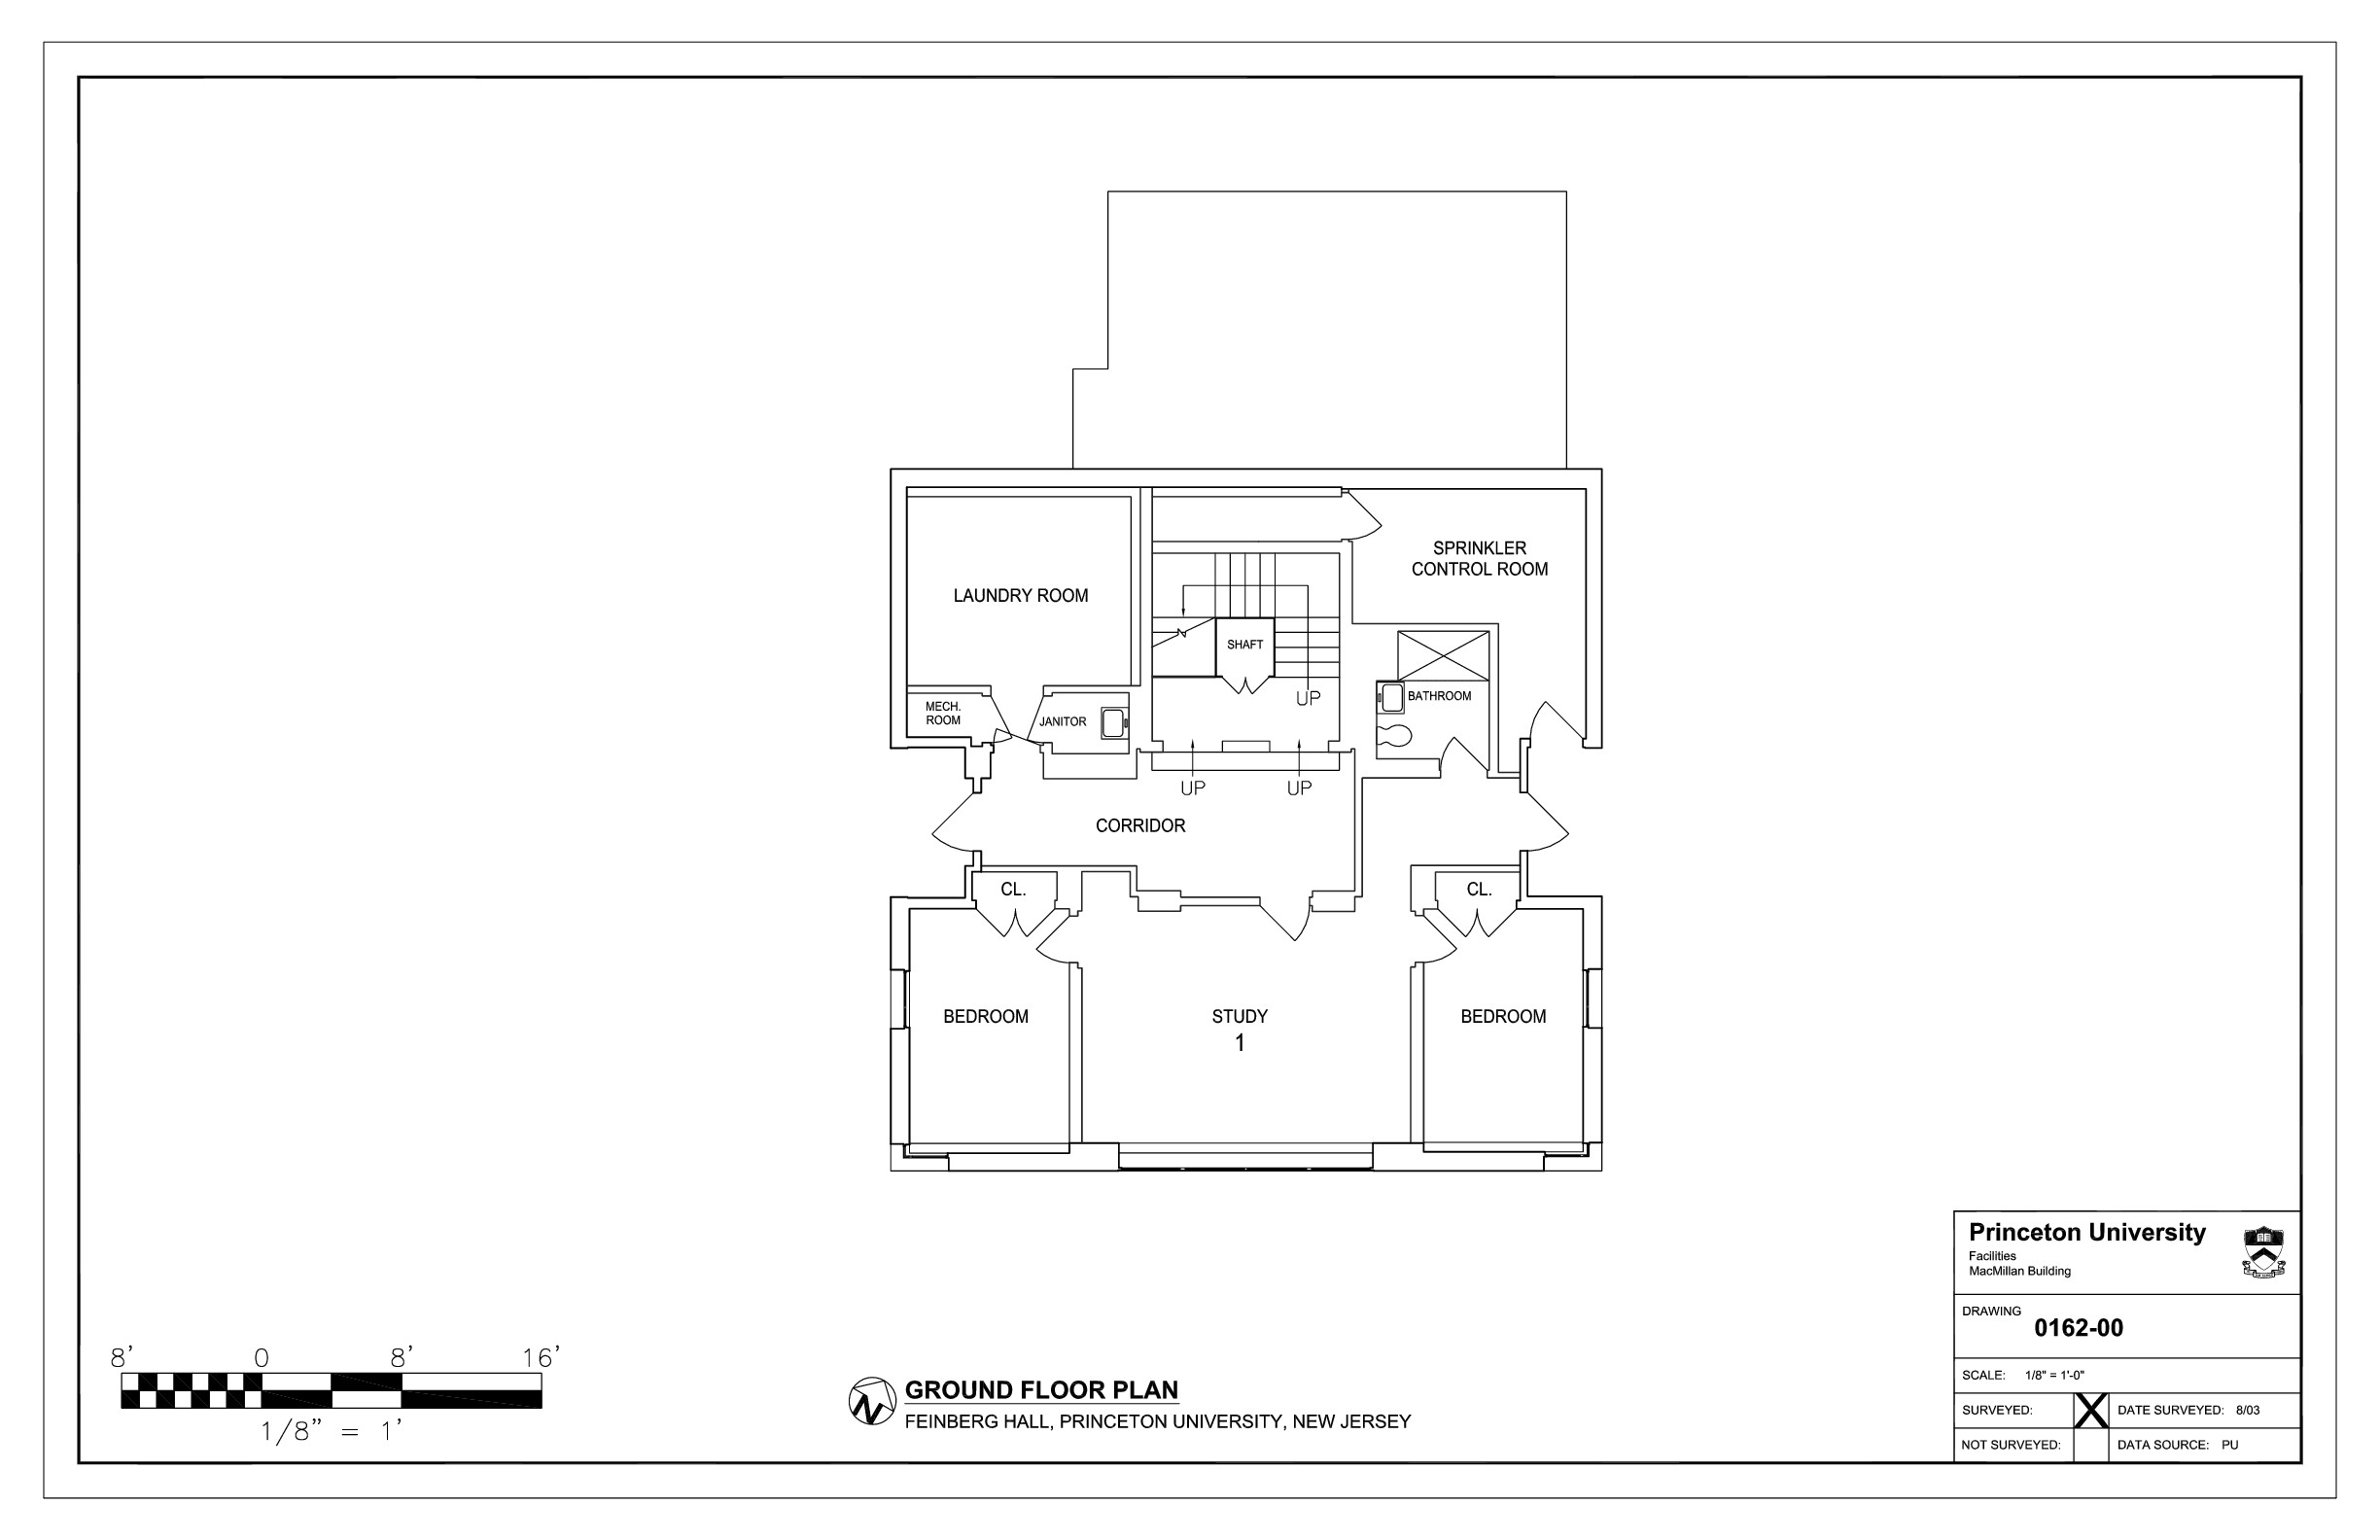 LAUNDRY ROOM
SPRINKLER
CONTROL ROOM
SHAFT
MECH.
ROOM
JANITOR
UP
BATHROOM
UP
UP
CORRIDOR
CL.
CL.
BEDROOM
STUDY
1
BEDROOM
8' 0 8' 16'
1/8" = 1'
N
GROUND FLOOR PLAN
FEINBERG HALL, PRINCETON UNIVERSITY, NEW JERSEY
Princeton University
Facilities
MacMillan Building
DRAWING
0162-00
SCALE: 1/8" = 1'-0"
SURVEYED: X DATE SURVEYED: 8/03
NOT SURVEYED: DATA SOURCE: PU